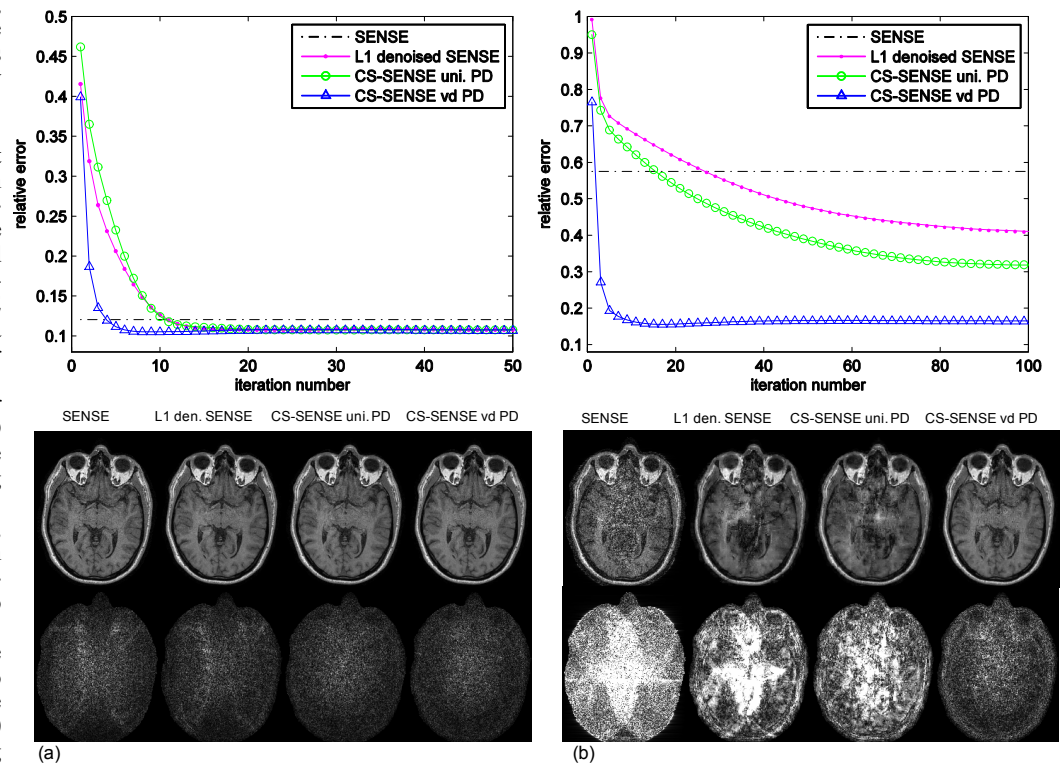 0.5
0.45
0.4
0.35
0.3
0.25
0.2
0.15
0.1
relative error
0 10 20 30 40 50
iteration number
SENSE
L1 denoised SENSE
CS-SENSE uni. PD
CS-SENSE vd PD
1
0.9
0.8
0.7
0.6
0.5
0.4
0.3
0.2
0.1
relative error
0 20 40 60 80 100
iteration number
SENSE
L1 denoised SENSE
CS-SENSE uni. PD
CS-SENSE vd PD
SENSE L1 den. SENSE CS-SENSE uni. PD CS-SENSE vd PD
(a)
SENSE L1 den. SENSE CS-SENSE uni. PD CS-SENSE vd PD
(b)